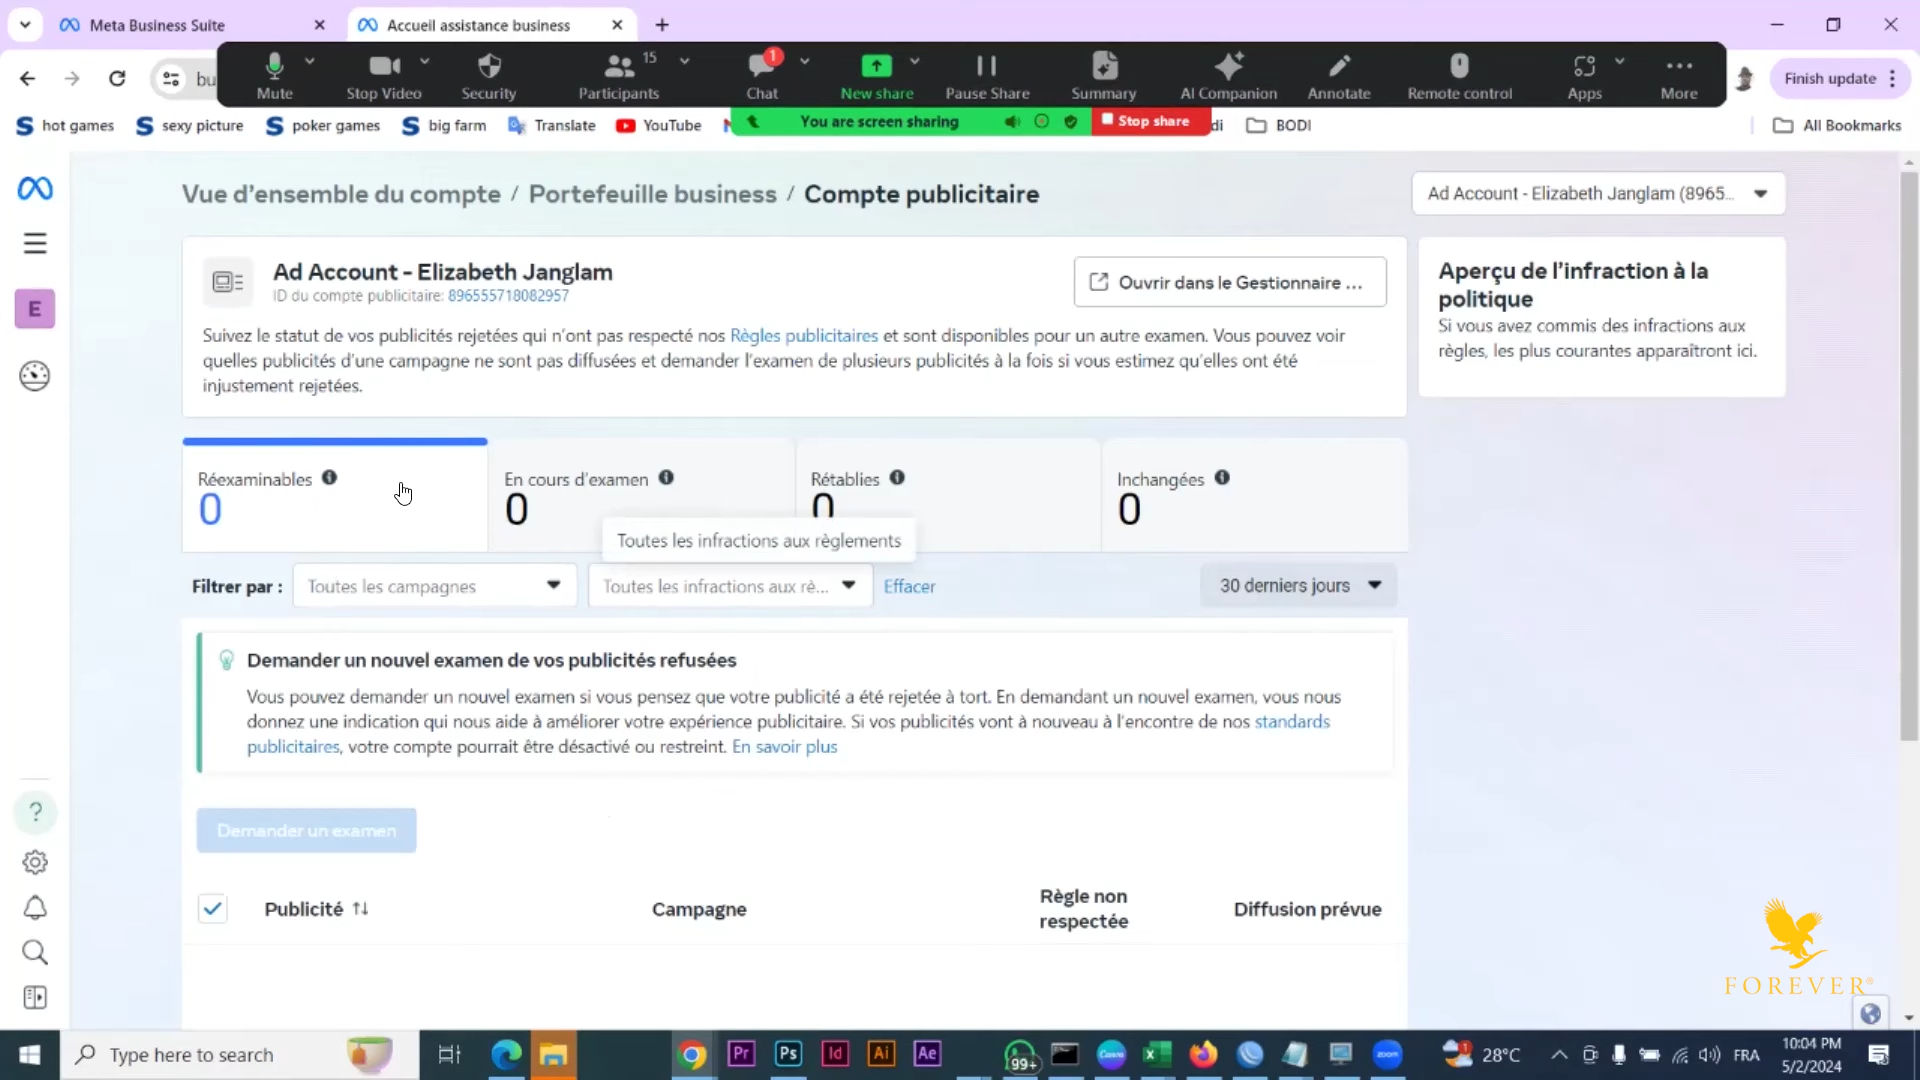 Meta Business Suite
Accueil assistance business
bu
Mute
Stop Video
Security
15
Participants
1
Chat
New share
Pause Share
Summary
AI Companion
Annotate
Remote control
Apps
More
Finish update
You are screen sharing
Stop share
hot games
sexy picture
poker games
big farm
Translate
YouTube
di
BODI
All Bookmarks
Vue d'ensemble du compte / Portefeuille business / Compte publicitaire
Ad Account - Elizabeth Janglam (8965...
E
Ad Account - Elizabeth Janglam
ID du compte publicitaire: 896555718082957
Ouvrir dans le Gestionnaire ...
Suivez le statut de vos publicités rejetées qui n'ont pas respecté nos Règles publicitaires et sont disponibles pour un autre examen. Vous pouvez voir
quelles publicités d'une campagne ne sont pas diffusées et demander l'examen de plusieurs publicités à la fois si vous estimez qu'elles ont été
injustement rejetées.
Aperçu de l'infraction à la
politique
Si vous avez commis des infractions aux
règles, les plus courantes apparaîtront ici.
Réexaminables
0
En cours d'examen
0
Rétablies
0
Inchangées
0
Toutes les infractions aux règlements
Filtrer par :
Toutes les campagnes
Toutes les infractions aux rè...
Effacer
30 derniers jours
Demander un nouvel examen de vos publicités refusées
Vous pouvez demander un nouvel examen si vous pensez que votre publicité a été rejetée à tort. En demandant un nouvel examen, vous nous
donnez une indication qui nous aide à améliorer votre expérience publicitaire. Si vos publicités vont à nouveau à l'encontre de nos standards
publicitaires, votre compte pourrait être désactivé ou restreint. En savoir plus
Demander un examen
Publicité
Campagne
Règle non
respectée
Diffusion prévue
FOREVER®
Type here to search
Pr
Ps
Id
Ai
Ae
99+
Canva
zoom
1
28°C
FRA
10:04 PM
5/2/2024